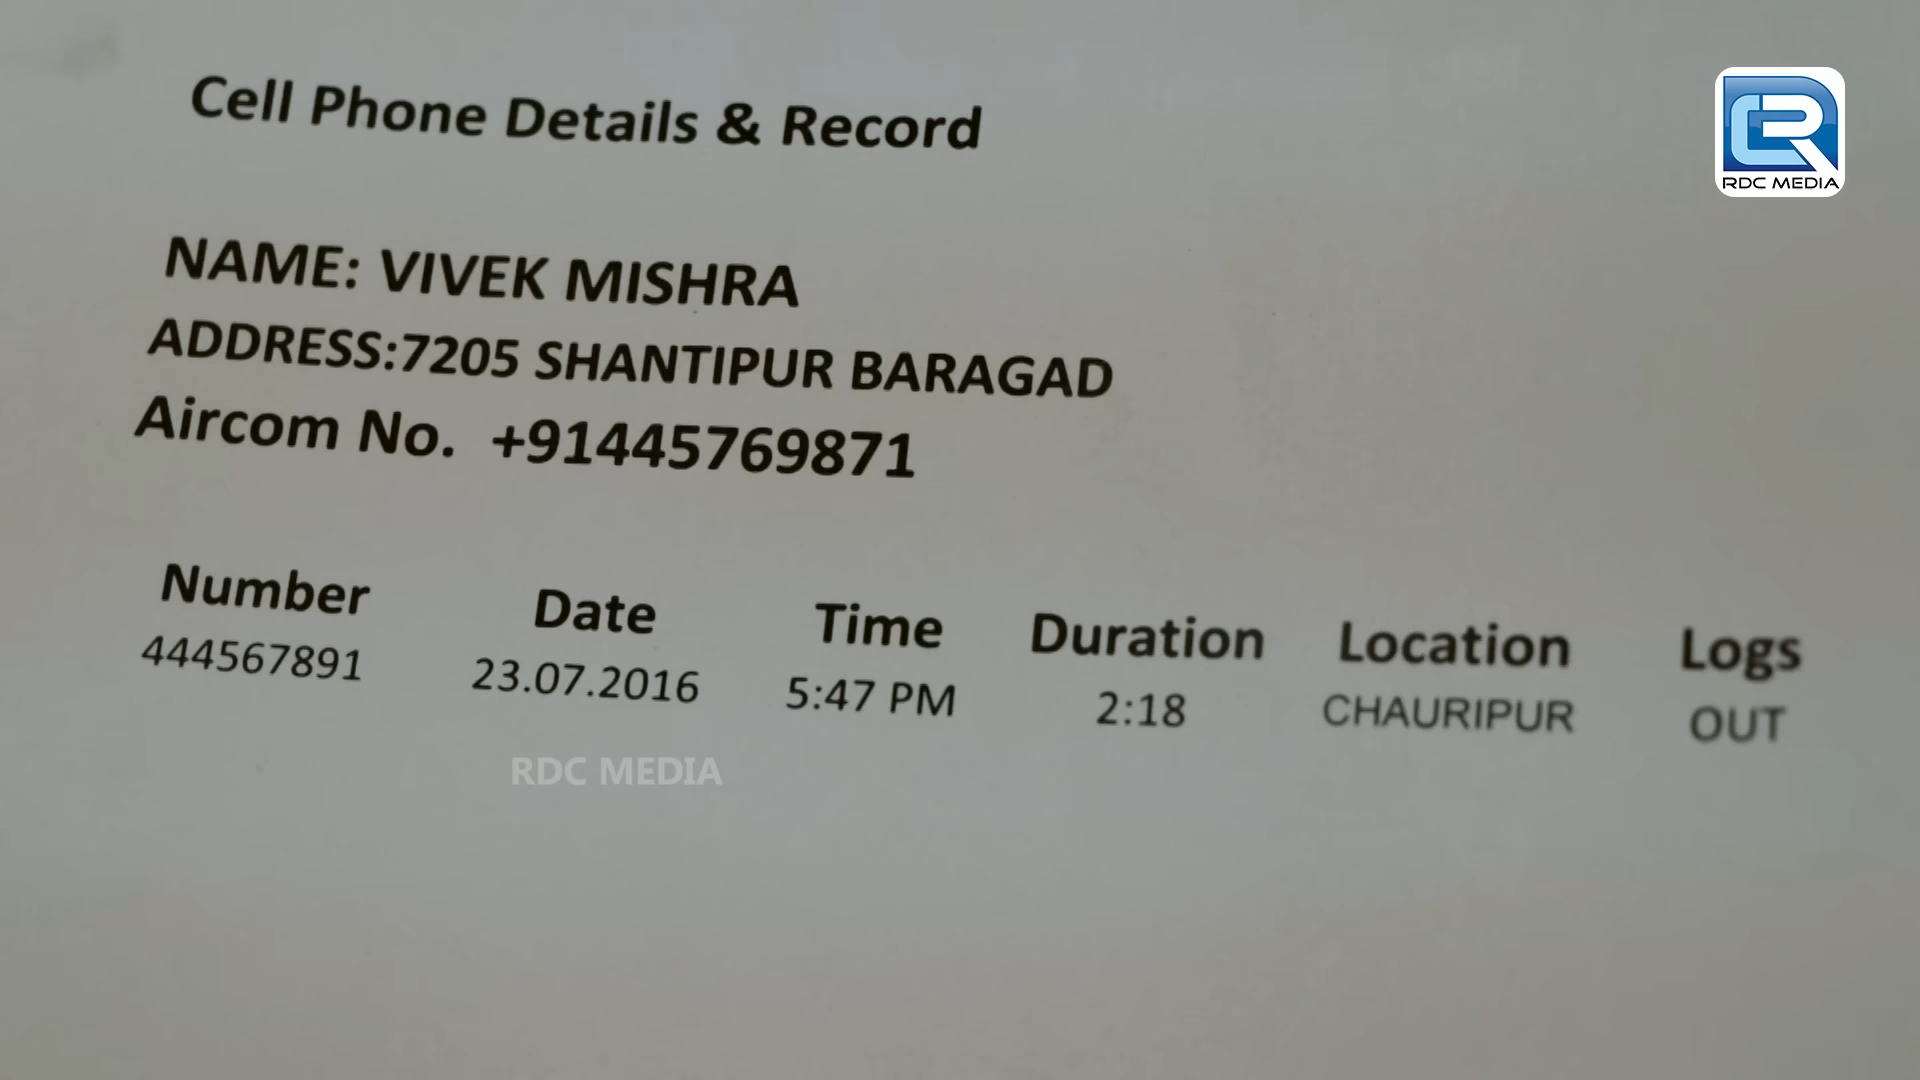 RDC MEDIA
Cell Phone Details & Record
NAME: VIVEK MISHRA
ADDRESS:7205 SHANTIPUR BARAGAD
Aircom No. +91445769871
Number Date Time Duration Location Logs
444567891 23.07.2016 5:47 PM 2:18 CHAURIPUR OUT
RDC MEDIA